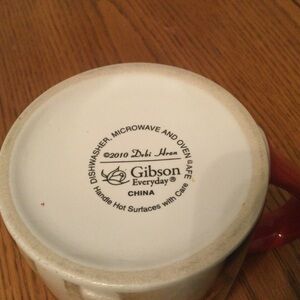 DISHWASHER, MICROWAVE AND OVEN SAFE
©2010 Debi Hron
Gibson
Everyday®
CHINA
Handle Hot Surfaces with Care